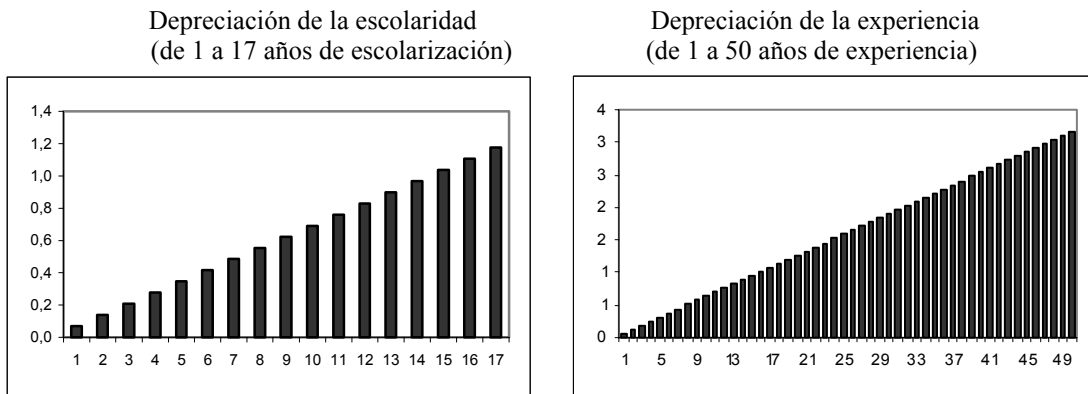 Depreciación de la escolaridad
(de 1 a 17 años de escolarización)
1,4
1,2
1,0
0,8
0,6
0,4
0,2
0,0
1 2 3 4 5 6 7 8 9 10 11 12 13 14 15 16 17
Depreciación de la experiencia
(de 1 a 50 años de experiencia)
4
3
3
2
2
1
1
0
1 5 9 13 17 21 25 29 33 37 41 45 49